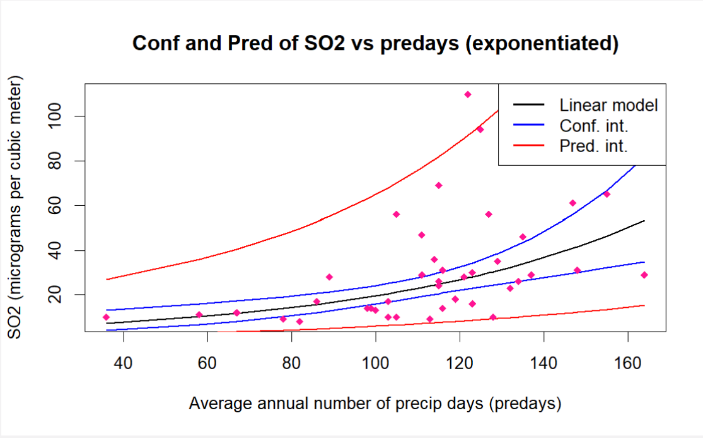 Conf and Pred of SO2 vs predays (exponentiated)
SO2 (micrograms per cubic meter)
100
80
60
40
20
Linear model
Conf. int.
Pred. int.
40 60 80 100 120 140 160
Average annual number of precip days (predays)